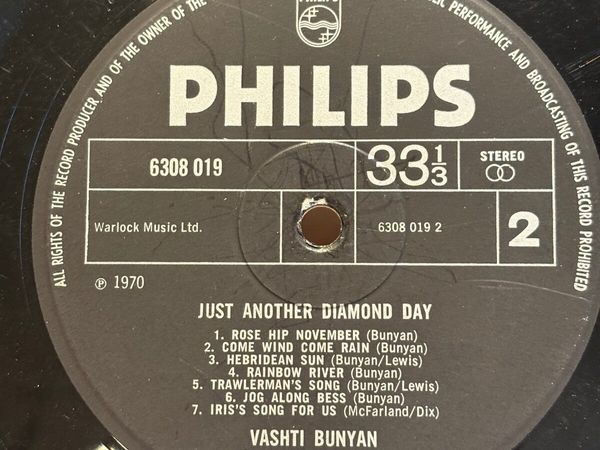 ALL RIGHTS OF THE RECORD PRODUCER AND OF THE OWNER OF THE
PERFORMANCE AND BROADCASTING OF THIS RECORD PROHIBITED
PHILIPS
PHILIPS
6308 019
33 1/3
STEREO
Warlock Music Ltd.
6308 019 2
2
℗ 1970
JUST ANOTHER DIAMOND DAY
1. ROSE HIP NOVEMBER (Bunyan)
2. COME WIND COME RAIN (Bunyan)
3. HEBRIDEAN SUN (Bunyan/Lewis)
4. RAINBOW RIVER (Bunyan)
5. TRAWLERMAN'S SONG (Bunyan/Lewis)
6. JOG ALONG BESS (Bunyan)
7. IRIS'S SONG FOR US (McFarland/Dix)
VASHTI BUNYAN